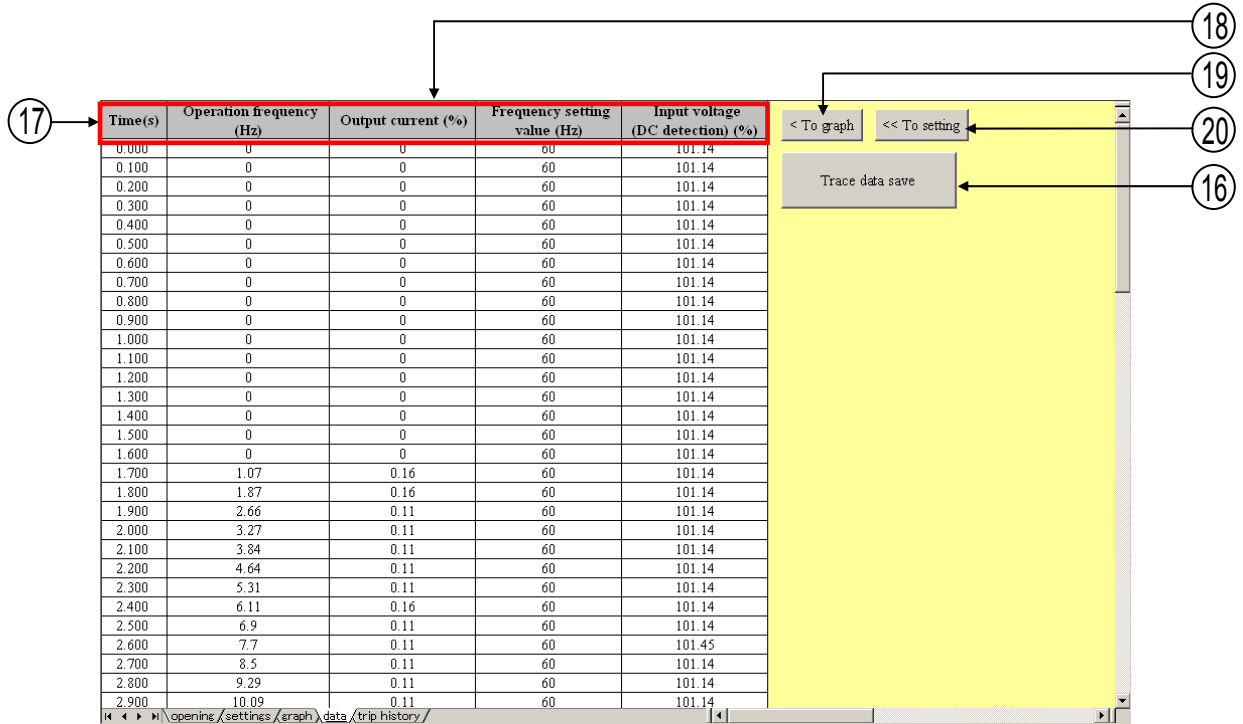 18
19
17
Time(s) Operation frequency (Hz) Output current (%) Frequency setting value (Hz) Input voltage (DC detection) (%)
< To graph << To setting
20
Trace data save
16
0.000 0 0 60 101.14
0.100 0 0 60 101.14
0.200 0 0 60 101.14
0.300 0 0 60 101.14
0.400 0 0 60 101.14
0.500 0 0 60 101.14
0.600 0 0 60 101.14
0.700 0 0 60 101.14
0.800 0 0 60 101.14
0.900 0 0 60 101.14
1.000 0 0 60 101.14
1.100 0 0 60 101.14
1.200 0 0 60 101.14
1.300 0 0 60 101.14
1.400 0 0 60 101.14
1.500 0 0 60 101.14
1.600 0 0 60 101.14
1.700 1.07 0.16 60 101.14
1.800 1.87 0.16 60 101.14
1.900 2.66 0.11 60 101.14
2.000 3.27 0.11 60 101.14
2.100 3.84 0.11 60 101.14
2.200 4.64 0.11 60 101.14
2.300 5.31 0.11 60 101.14
2.400 6.11 0.16 60 101.14
2.500 6.9 0.11 60 101.14
2.600 7.7 0.11 60 101.45
2.700 8.5 0.11 60 101.14
2.800 9.29 0.11 60 101.14
2.900 10.09 0.11 60 101.14
opening settings graph data trip history